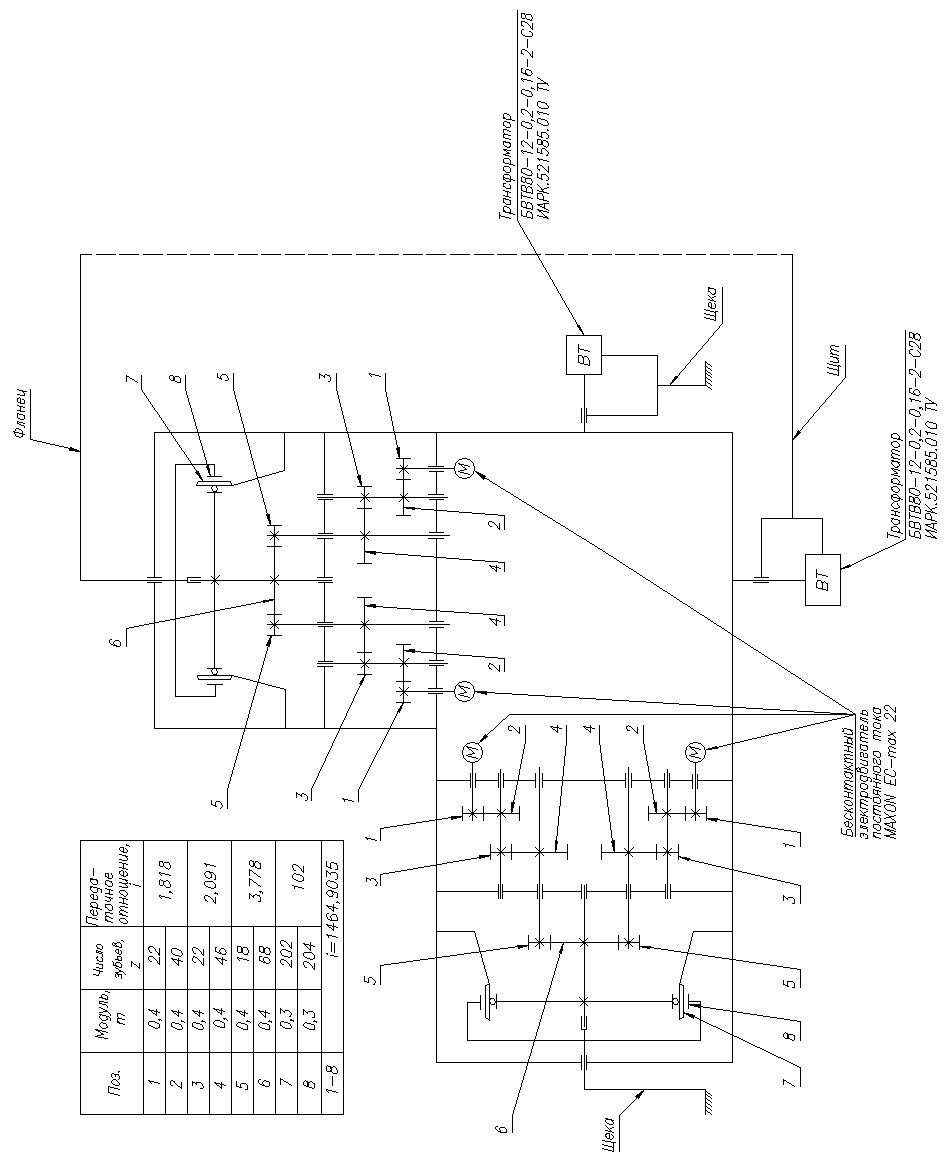 Фланец
Трансформатор
БВТВ80-12-0,2-0,16-2-С28
ИАРК.521585.010 ТУ
7
8
5
3
1
ВТ
Щека
М
2
4
6
4
2
М
5
3
1
Щит
Трансформатор
БВТВ80-12-0,2-0,16-2-С28
ИАРК.521585.010 ТУ
ВТ
Бесконтактный
электродвигатель
постоянного тока
MAXON EC-max 22
М
2
4
4
2
М
1
3
5
1
3
5
8
7
6
Щека
Поз. Модуль, m Число зубьев, z Переда-точное отношение, i
1 0,4 22 1,818
2 0,4 40
3 0,4 22 2,091
4 0,4 46
5 0,4 18 3,778
6 0,4 68
7 0,3 202 102
8 0,3 204
1-8 i=1464,9035